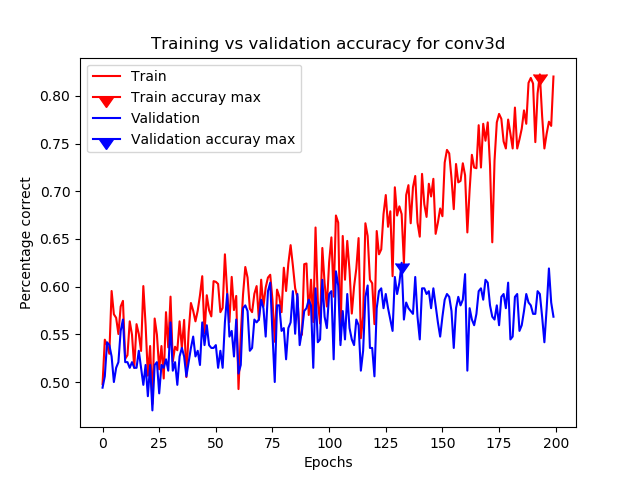 Training vs validation accuracy for conv3d
Train
Train accuray max
Validation
Validation accuray max
Percentage correct
0.80
0.75
0.70
0.65
0.60
0.55
0.50
0 25 50 75 100 125 150 175 200
Epochs